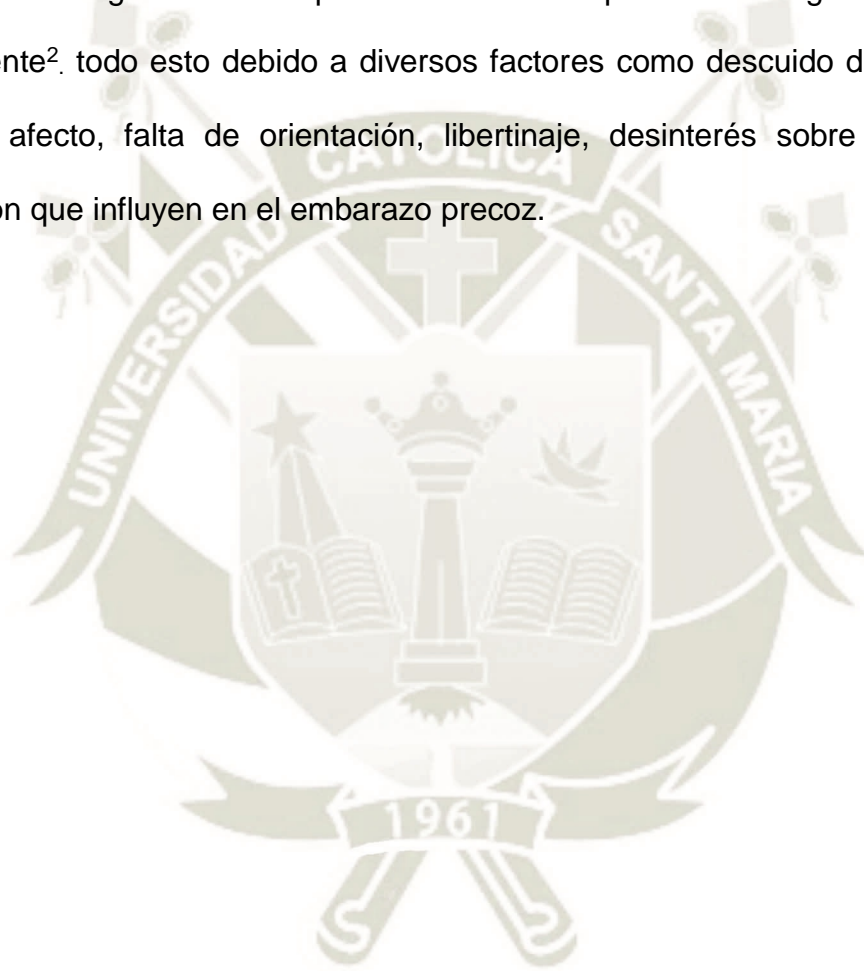 ente². todo esto debido a diversos factores como descuido d
afecto, falta de orientación, libertinaje, desinterés sobre
ón que influyen en el embarazo precoz.
UNIVERSIDAD CATOLICA SANTA MARIA
1961